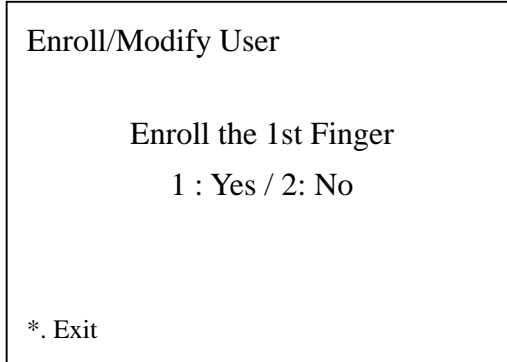 Enroll/Modify User
Enroll the 1st Finger
1 : Yes / 2: No
*. Exit